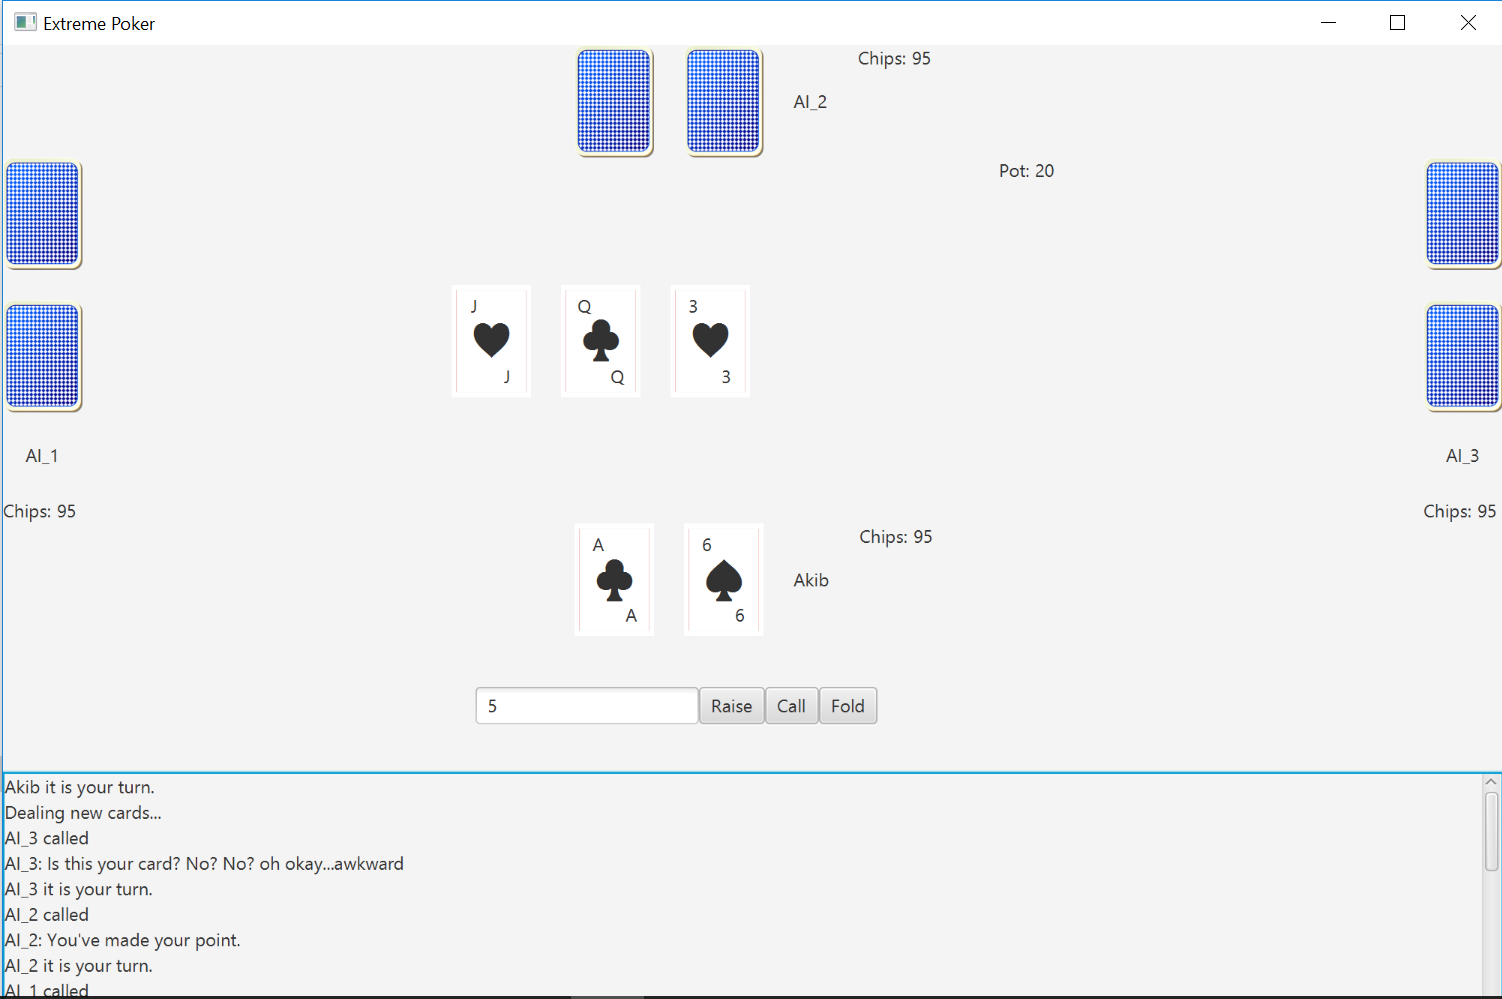 Extreme Poker
Chips: 95
AI_2
Pot: 20
J
J
Q
Q
3
3
AI_1
AI_3
Chips: 95
Chips: 95
A
A
6
6
Chips: 95
Akib
5
Raise
Call
Fold
Akib it is your turn.
Dealing new cards...
AI_3 called
AI_3: Is this your card? No? No? oh okay...awkward
AI_3 it is your turn.
AI_2 called
AI_2: You've made your point.
AI_2 it is your turn.
AI_1 called